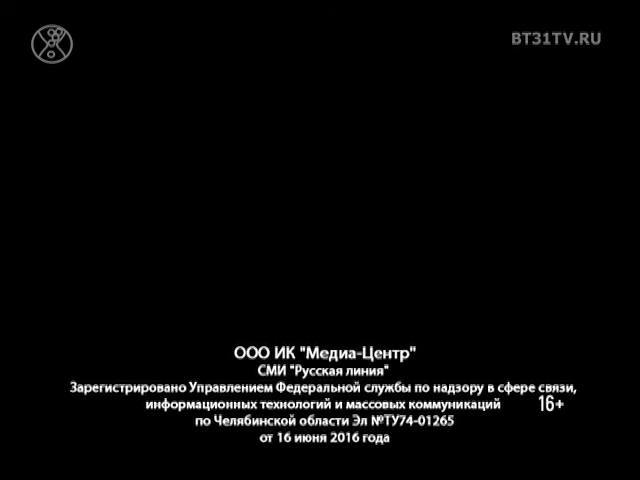 BT31TV.RU
ООО ИК "Медиа-Центр"
СМИ "Русская линия"
Зарегистрировано Управлением Федеральной службы по надзору в сфере связи,
информационных технологий и массовых коммуникаций
16+
по Челябинской области Эл №ТУ74-01265
от 16 июня 2016 года